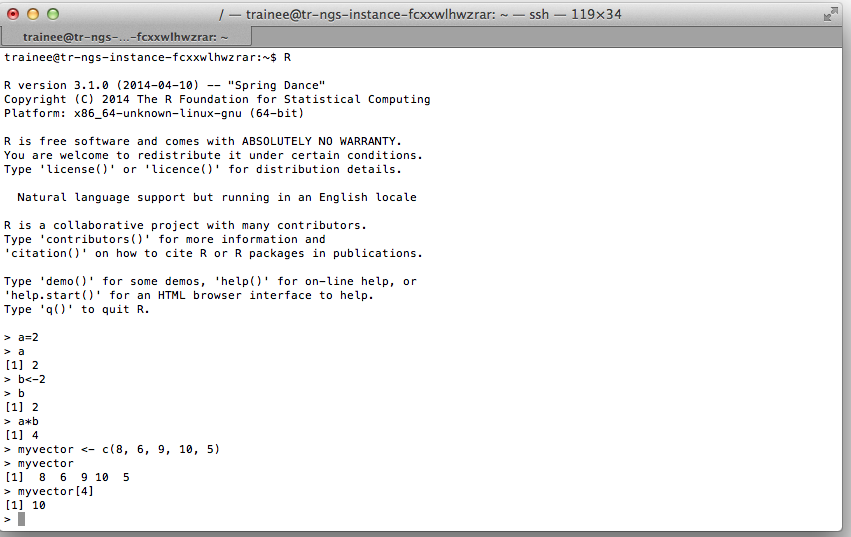 / — trainee@tr-ngs-instance-fcxxwlhwzrar: ~ — ssh — 119×34
trainee@tr-ngs-...-fcxxwlhwzrar: ~
trainee@tr-ngs-instance-fcxxwlhwzrar:~$ R
R version 3.1.0 (2014-04-10) -- "Spring Dance"
Copyright (C) 2014 The R Foundation for Statistical Computing
Platform: x86_64-unknown-linux-gnu (64-bit)
R is free software and comes with ABSOLUTELY NO WARRANTY.
You are welcome to redistribute it under certain conditions.
Type 'license()' or 'licence()' for distribution details.
Natural language support but running in an English locale
R is a collaborative project with many contributors.
Type 'contributors()' for more information and
'citation()' on how to cite R or R packages in publications.
Type 'demo()' for some demos, 'help()' for on-line help, or
'help.start()' for an HTML browser interface to help.
Type 'q()' to quit R.
> a=2
> a
[1] 2
> b<-2
> b
[1] 2
> a*b
[1] 4
> myvector <- c(8, 6, 9, 10, 5)
> myvector
[1]  8  6  9 10  5
> myvector[4]
[1] 10
>